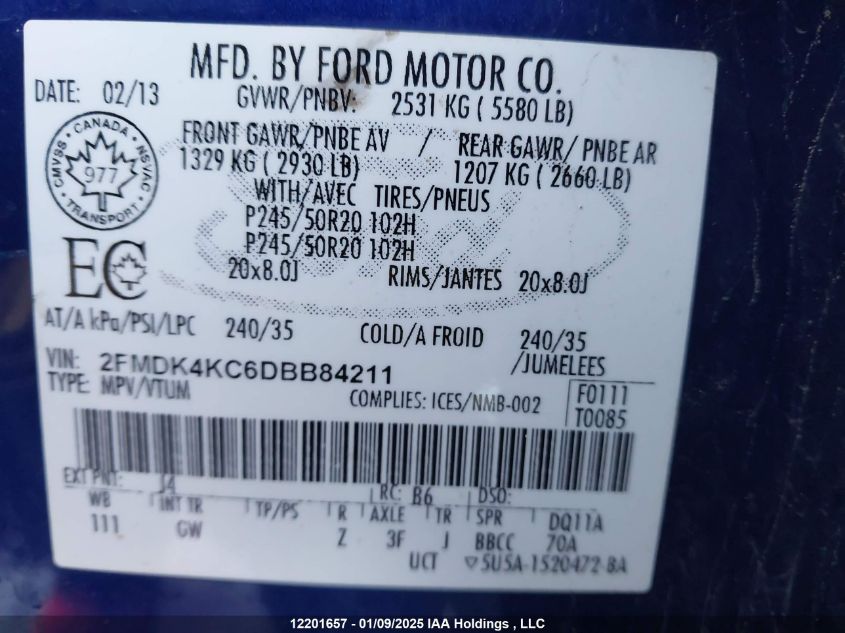 MFD. BY FORD MOTOR CO.
DATE: 02/13
GVWR/PNBV: 2531 KG ( 5580 LB)
FRONT GAWR/PNBE AV / REAR GAWR/ PNBE AR
1329 KG ( 2930 LB) 1207 KG ( 2660 LB)
WITH/AVEC TIRES/PNEUS
P245/50R20 102H
P245/50R20 102H
20x8.0J RIMS/JANTES 20x8.0J
CANADA
CMVSS NSVAC
977
TRANSPORT
EC
AT/A kPa/PSI/LPC 240/35 COLD/A FROID 240/35
VIN: 2FMDK4KC6DBB84211 /JUMELEES
TYPE: MPV/VTUM
COMPLIES: ICES/NMB-002
F0111
T0085
EXT PNT: J4 RC: B6 DSO:
WB INT TR TP/PS R AXLE TR SPR DQ11A
111 GW Z 3F J BBCC 70A
UCT ▽5U5A-1520472-BA
12201657 - 01/09/2025 IAA Holdings , LLC